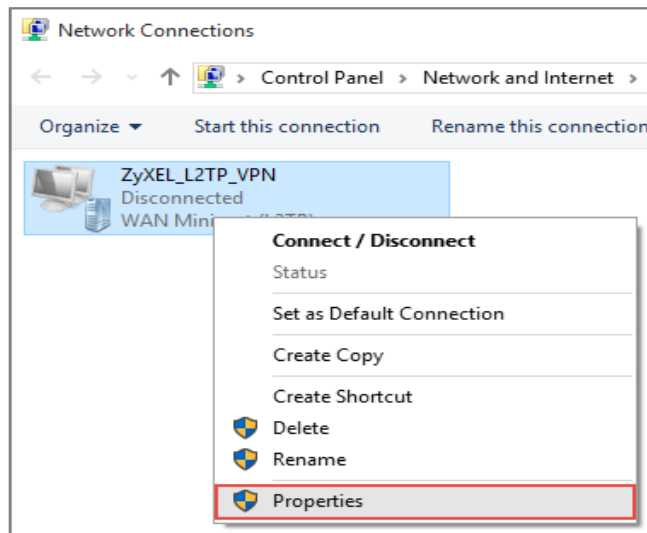 Network Connections
Control Panel > Network and Internet >
Organize Start this connection Rename this connection
ZyXEL_L2TP_VPN
Disconnected
WAN
Connect / Disconnect
Status
Set as Default Connection
Create Copy
Create Shortcut
Delete
Rename
Properties